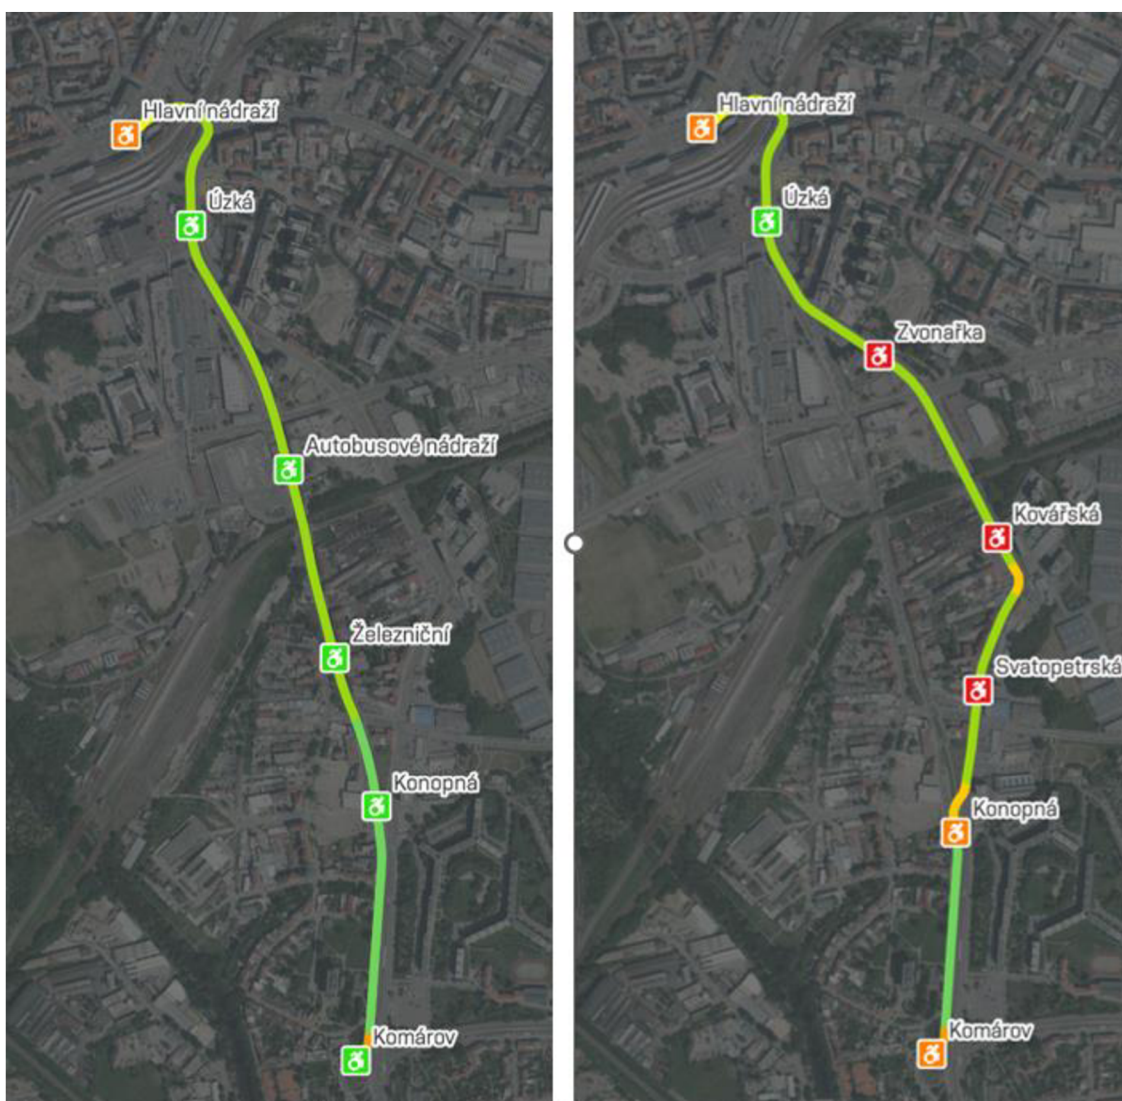 Hlavní nádraží
Úzká
Autobusové nádraží
Železniční
Konopná
Komárov
Hlavní nádraží
Úzká
Zvonařka
Kovářská
Svatopetrská
Konopná
Komárov